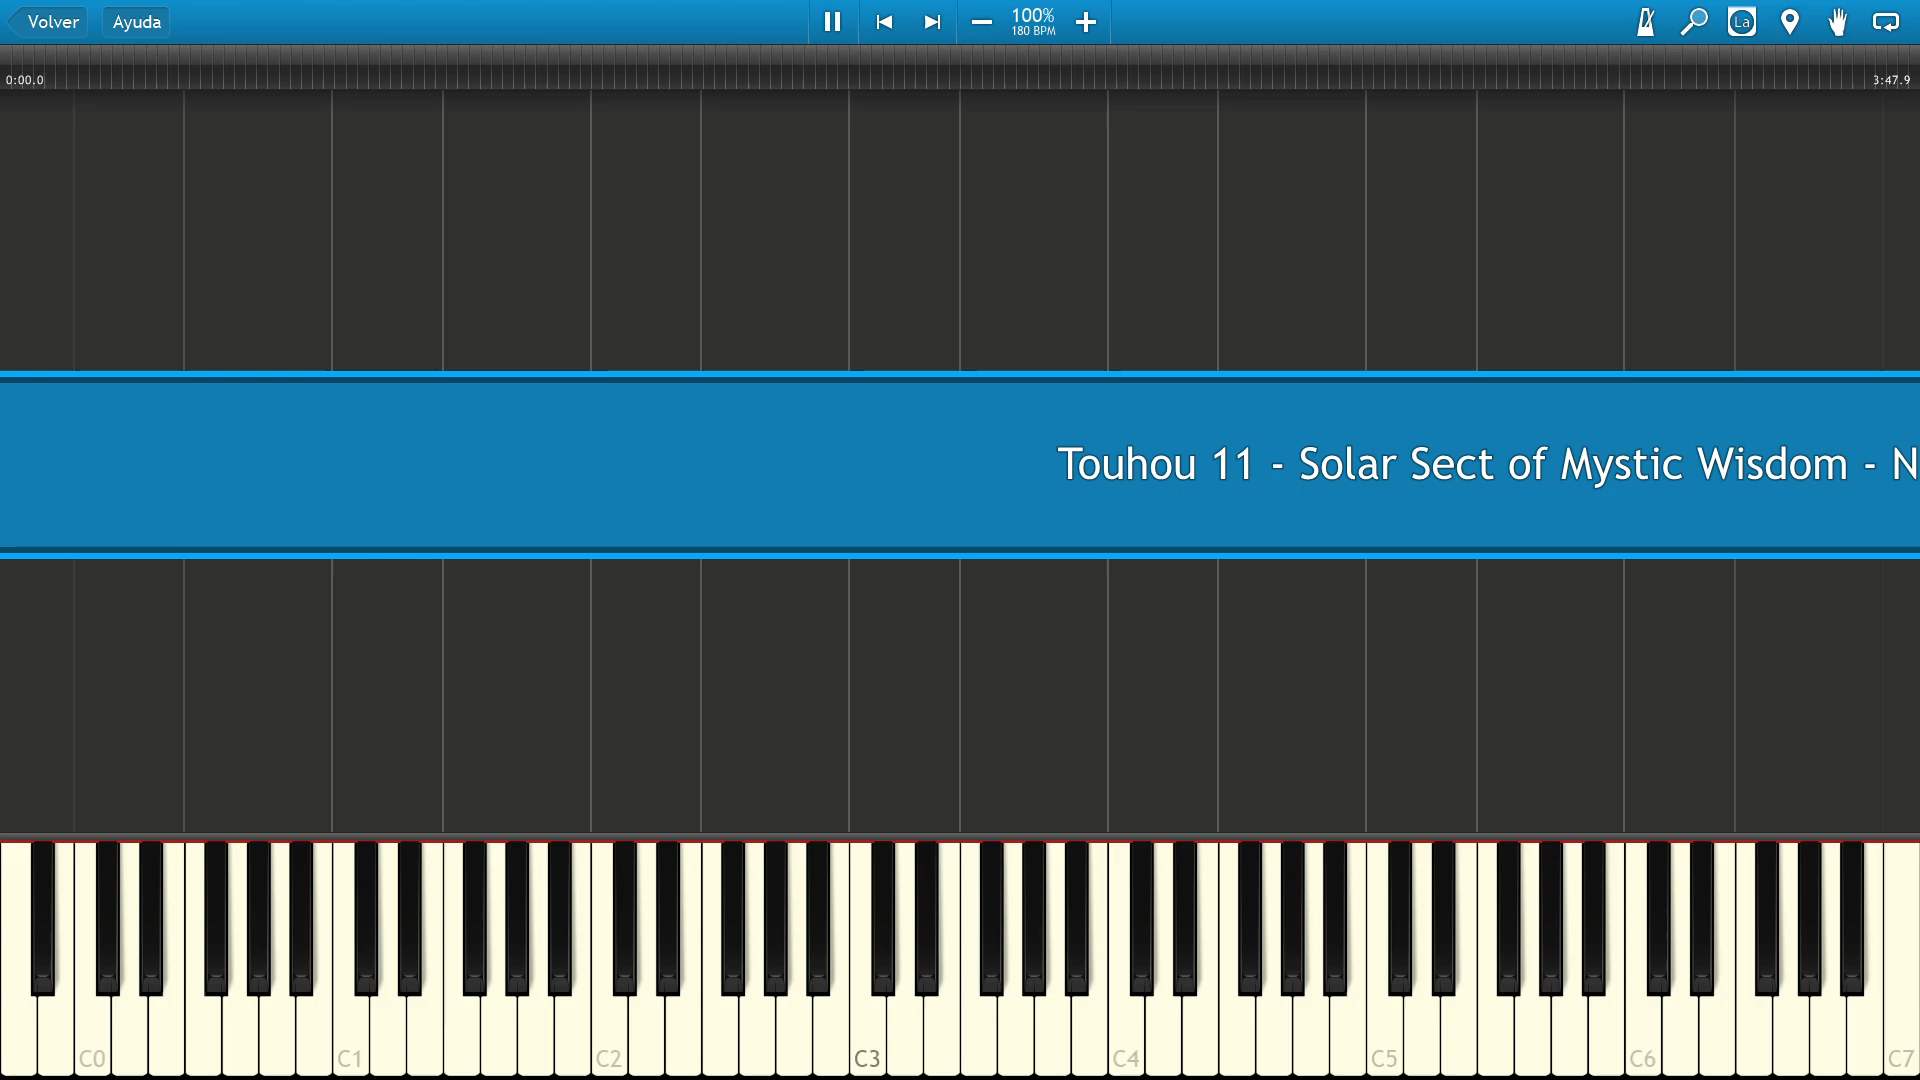 Volver
Ayuda
100%
180 BPM
La
0:00.0
3:47.9
Touhou 11 - Solar Sect of Mystic Wisdom - N
C0
C1
C2
C3
C4
C5
C6
C7